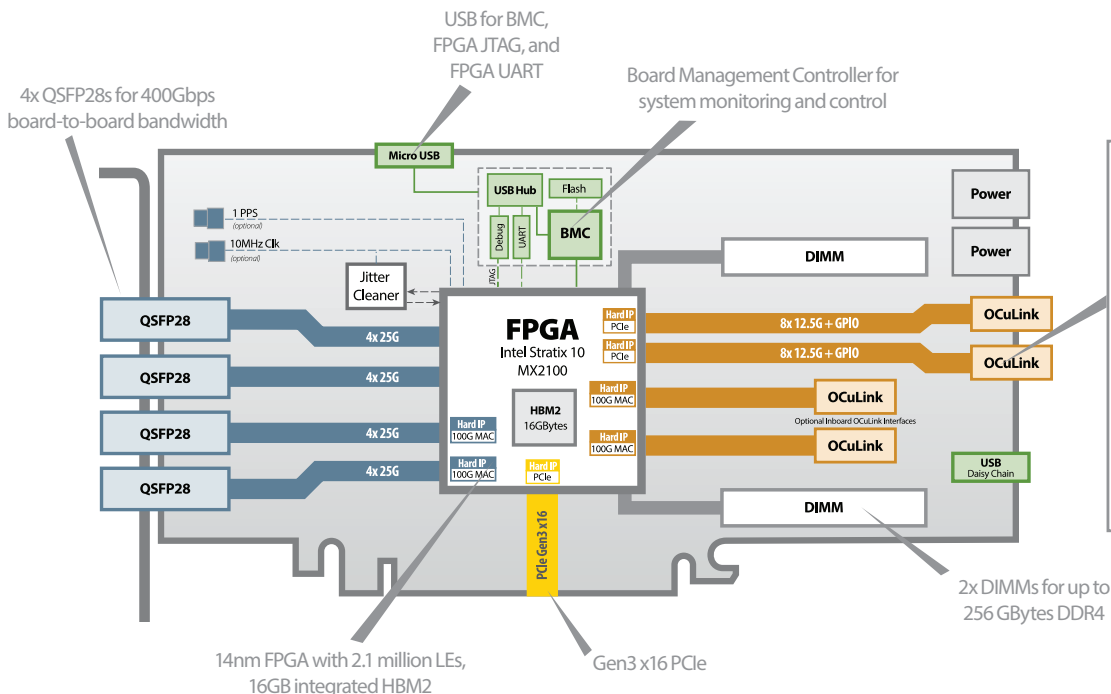 USB for BMC,
FPGA JTAG, and
FPGA UART
Board Management Controller for
system monitoring and control
4x QSFP28s for 400Gbps
board-to-board bandwidth
Micro USB
USB Hub
Flash
Debug
UART
BMC
JTAG
1 PPS
(optional)
10MHz Clk
(optional)
Jitter
Cleaner
Power
Power
DIMM
QSFP28
4x 25G
QSFP28
4x 25G
QSFP28
4x 25G
QSFP28
4x 25G
FPGA
Intel Stratix 10
MX2100
HBM2
16GBytes
Hard IP
PCIe
Hard IP
PCIe
Hard IP
100G MAC
Hard IP
100G MAC
Hard IP
100G MAC
Hard IP
100G MAC
Hard IP
PCIe
8x 12.5G + GPIO
OCuLink
8x 12.5G + GPIO
OCuLink
OCuLink
Optional Inboard OCuLink Interfaces
OCuLink
USB
Daisy Chain
DIMM
PCIe Gen3 x16
2x DIMMs for up to
256 GBytes DDR4
14nm FPGA with 2.1 million LEs,
16GB integrated HBM2
Gen3 x16 PCIe